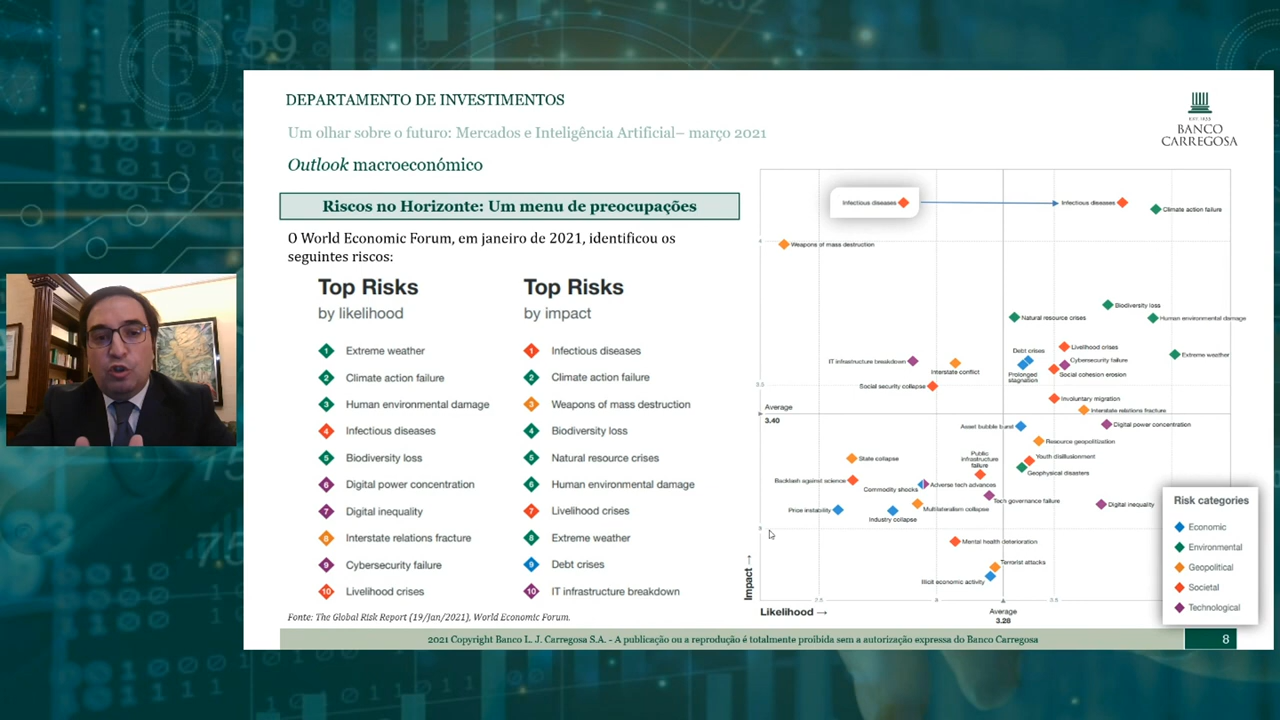 DEPARTAMENTO DE INVESTIMENTOS
Um olhar sobre o futuro: Mercados e Inteligência Artificial– março 2021
Outlook macroeconómico
EST. 1833
BANCO
CARREGOSA
Riscos no Horizonte: Um menu de preocupações
O World Economic Forum, em janeiro de 2021, identificou os
seguintes riscos:
Top Risks
by likelihood
1 Extreme weather
2 Climate action failure
3 Human environmental damage
4 Infectious diseases
5 Biodiversity loss
6 Digital power concentration
7 Digital inequality
8 Interstate relations fracture
9 Cybersecurity failure
10 Livelihood crises
Top Risks
by impact
1 Infectious diseases
2 Climate action failure
3 Weapons of mass destruction
4 Biodiversity loss
5 Natural resource crises
6 Human environmental damage
7 Livelihood crises
8 Extreme weather
9 Debt crises
10 IT infrastructure breakdown
Fonte: The Global Risk Report (19/Jan/2021), World Economic Forum.
Infectious diseases
Infectious diseases
Climate action failure
4
Weapons of mass destruction
Biodiversity loss
Natural resource crises
Human environmental damage
Livelihood crises
Debt crises
Extreme weather
IT infrastructure breakdown
Cybersecurity failure
Interstate conflict
Prolonged
stagnation
Social cohesion erosion
3.5
Social security collapse
Involuntary migration
Average
3.40
Interstate relations fracture
Asset bubble burst
Digital power concentration
Resource geopolitization
Public
infrastructure
failure
State collapse
Youth disillusionment
Geophysical disasters
Backlash against science
Commodity shocks
Adverse tech advances
Tech governance failure
Digital inequality
Price instability
Industry collapse
Multilateralism collapse
3
Mental health deterioration
Terrorist attacks
Illicit economic activity
Impact →
2.5
3
3.5
Likelihood →
Average
3.28
Risk categories
Economic
Environmental
Geopolitical
Societal
Technological
2021 Copyright Banco L. J. Carregosa S.A. - A publicação ou a reprodução é totalmente proibida sem a autorização expressa do Banco Carregosa
8